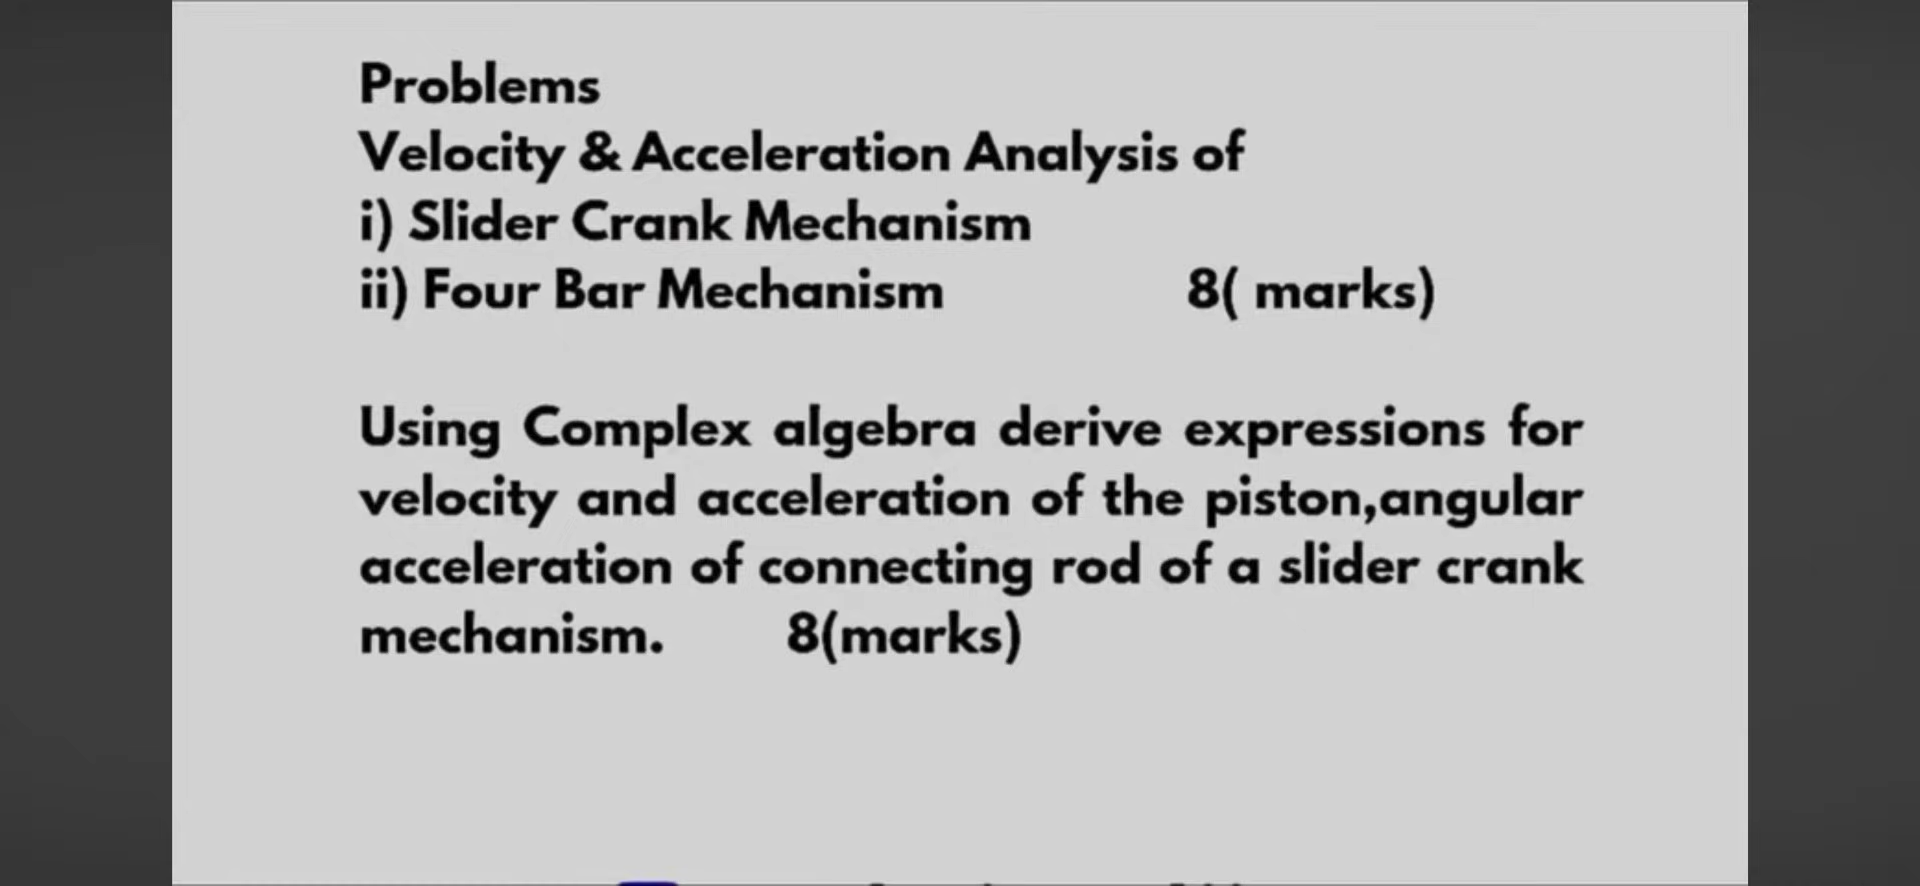 Problems
Velocity & Acceleration Analysis of
i) Slider Crank Mechanism
ii) Four Bar Mechanism 8( marks)
Using Complex algebra derive expressions for
velocity and acceleration of the piston,angular
acceleration of connecting rod of a slider crank
mechanism. 8(marks)